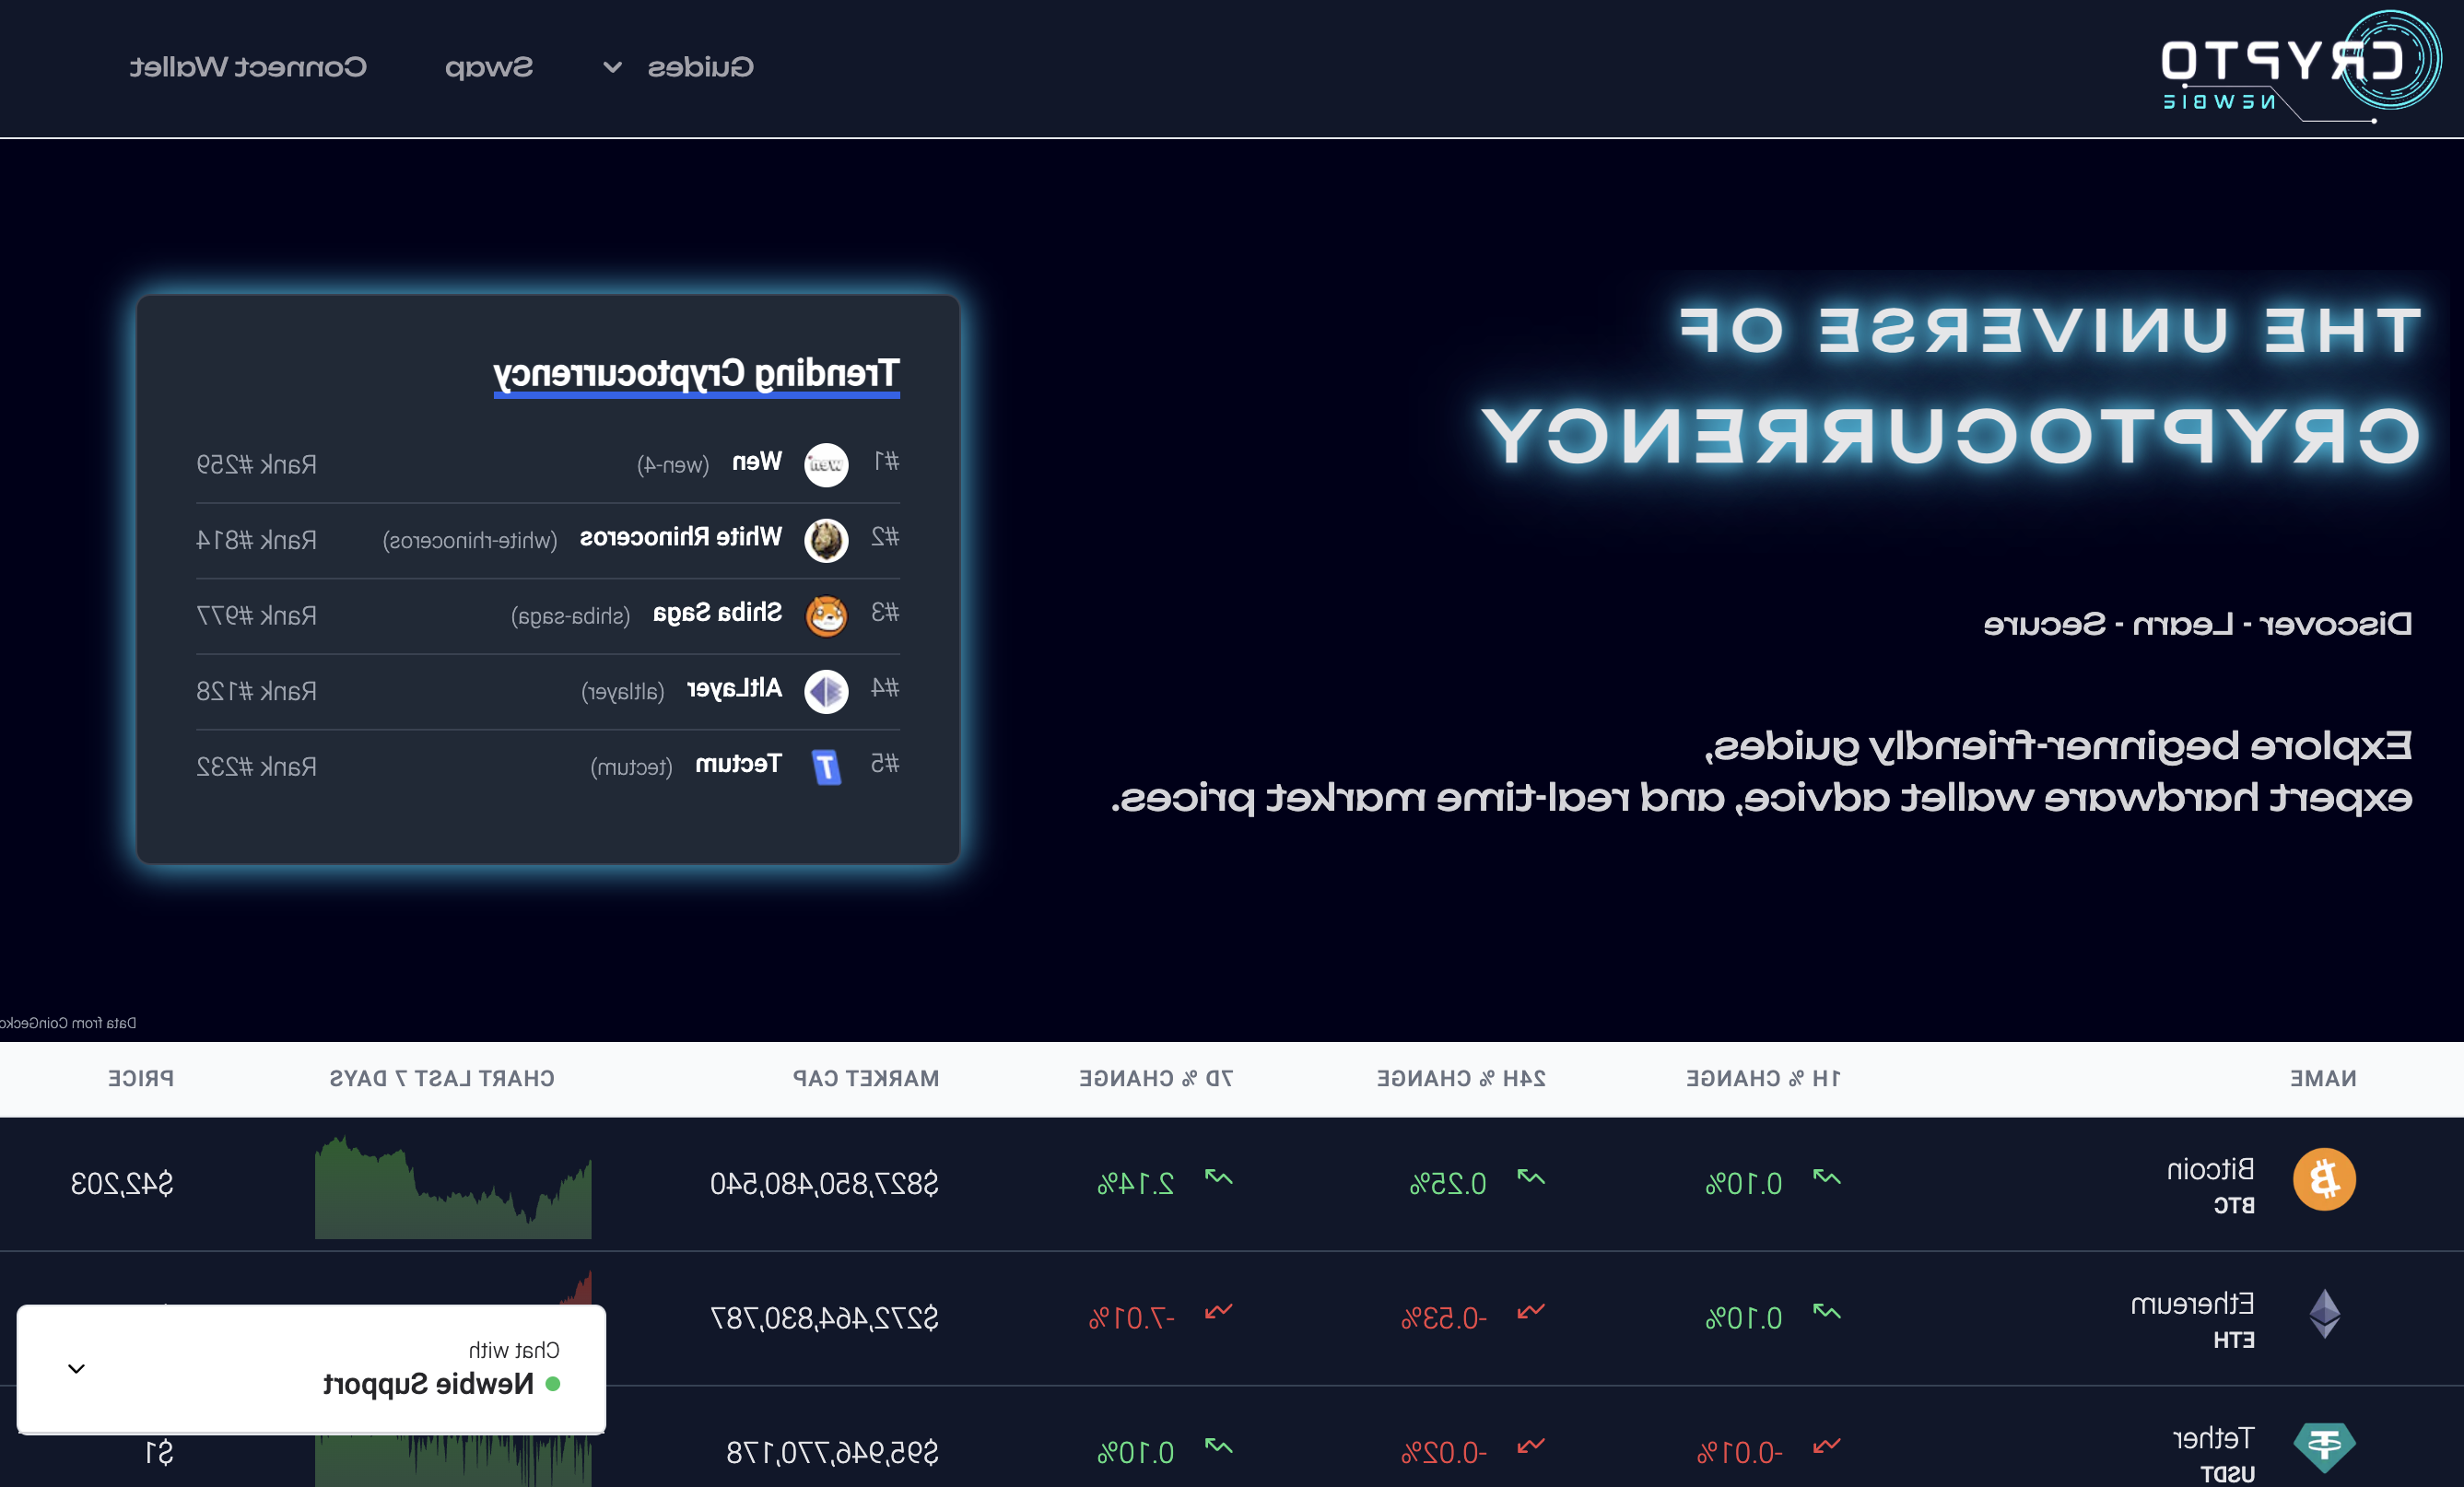 CRYPTO
NEWBIE
Guides
Swap
Connect Wallet
THE UNIVERSE OF
CRYPTOCURRENCY
Discover - Learn - Secure
Explore beginner-friendly guides,
expert hardware wallet advice, and real-time market prices.
Trending Cryptocurrency
#1 wen Wen (wen-4) Rank #259
#2 White Rhinoceros (white-rhinoceros) Rank #814
#3 Shiba Saga (shiba-saga) Rank #977
#4 AltLayer (altlayer) Rank #128
#5 T Tectum (tectum) Rank #232
Data from CoinGecko
NAME 1H % CHANGE 24H % CHANGE 7D % CHANGE MARKET CAP CHART LAST 7 DAYS PRICE
Bitcoin 0.10% 0.25% 2.14% $827,850,480,540 $42,203
BTC
Ethereum 0.10% -0.53% -7.01% $272,464,830,787
ETH
Tether -0.01% -0.02% 0.10% $95,946,770,178 $1
USDT
Chat with
Newbie Support